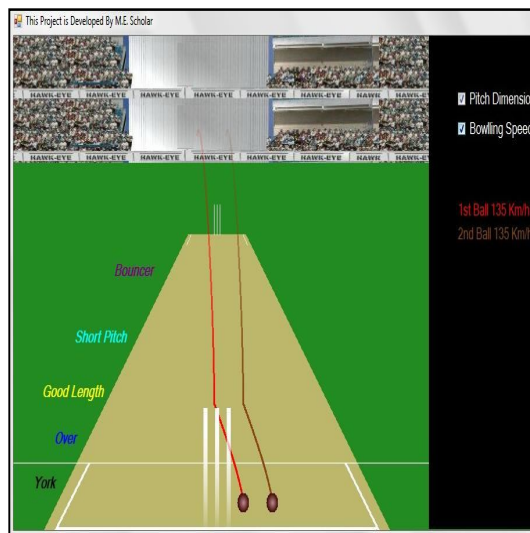 This Project is Developed By M.E. Scholar
HAWK-EYE HAWK-EYE HAWK-EYE HAWK-EYE HAWK-EYE HAWK-EYE
HAWK-EYE HAWK-EYE HAWK-EYE HAWK-EYE HAWK-EYE HAWK-EYE
Pitch Dimensio
Bowlling Speed
1st Ball 135 Km/h
2nd Ball 135 Km/h
Bouncer
Short Pitch
Good Length
Over
York